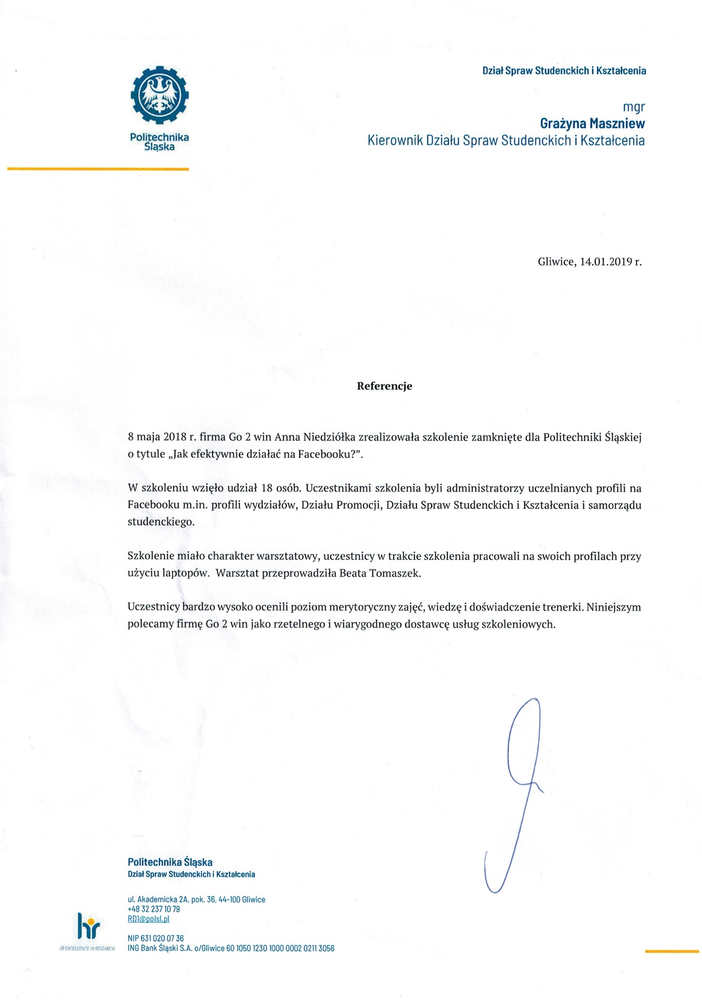 Politechnika
Śląska
Dział Spraw Studenckich i Kształcenia
mgr
Grażyna Maszniew
Kierownik Działu Spraw Studenckich i Kształcenia
Gliwice, 14.01.2019 r.
Referencje
8 maja 2018 r. firma Go 2 win Anna Niedziółka zrealizowała szkolenie zamknięte dla Politechniki Śląskiej
o tytule „Jak efektywnie działać na Facebooku?”.
W szkoleniu wzięło udział 18 osób. Uczestnikami szkolenia byli administratorzy uczelnianych profili na
Facebooku m.in. profili wydziałów, Działu Promocji, Działu Spraw Studenckich i Kształcenia i samorządu
studenckiego.
Szkolenie miało charakter warsztatowy, uczestnicy w trakcie szkolenia pracowali na swoich profilach przy
użyciu laptopów. Warsztat przeprowadziła Beata Tomaszek.
Uczestnicy bardzo wysoko ocenili poziom merytoryczny zajęć, wiedzę i doświadczenie trenerki. Niniejszym
polecamy firmę Go 2 win jako rzetelnego i wiarygodnego dostawcę usług szkoleniowych.
Politechnika Śląska
Dział Spraw Studenckich i Kształcenia
ul. Akademicka 2A, pok. 36, 44-100 Gliwice
+48 32 237 10 79
RD1@polsl.pl
NIP 631 020 07 36
ING Bank Śląski S.A. o/Gliwice 60 1050 1230 1000 0002 0211 3056
hr
HR EXCELLENCE IN RESEARCH